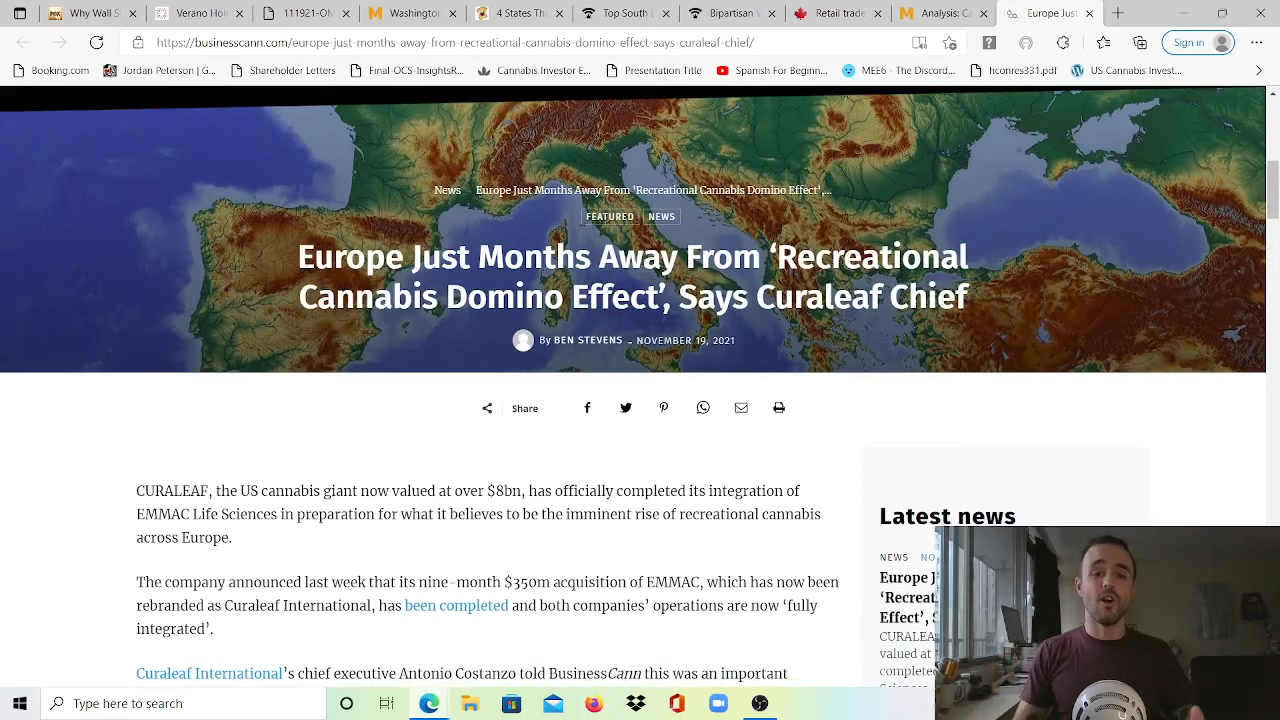 Why Wall S
Verano Hol
111921-ON
Washington
4 States Th
Top South E
Bipartisan
Retail trade
Analysis: Ca
Europe Just
https://businesscann.com/europe-just-months-away-from-recreational-cannabis-domino-effect-says-curaleaf-chief/
Sign in
Booking.com
Jordan Peterson | G...
Shareholder Letters
Final-OCS-InsightsR...
Cannabis Investor E...
Presentation Title
Spanish For Beginn...
MEE6 - The Discord...
hconres331.pdf
US Cannabis Invest...
News
Europe Just Months Away From 'Recreational Cannabis Domino Effect',...
FEATURED
NEWS
Europe Just Months Away From ‘Recreational
Cannabis Domino Effect’, Says Curaleaf Chief
By BEN STEVENS - NOVEMBER 19, 2021
Share
CURALEAF, the US cannabis giant now valued at over $8bn, has officially completed its integration of
EMMAC Life Sciences in preparation for what it believes to be the imminent rise of recreational cannabis
across Europe.
The company announced last week that its nine-month $350m acquisition of EMMAC, which has now been
rebranded as Curaleaf International, has been completed and both companies’ operations are now ‘fully
integrated’.
Curaleaf International’s chief executive Antonio Costanzo told BusinessCann this was an important
Latest news
NEWS NO
Europe J
‘Recreat
Effect’, S
CURALEA
valued at
completed
Type here to search